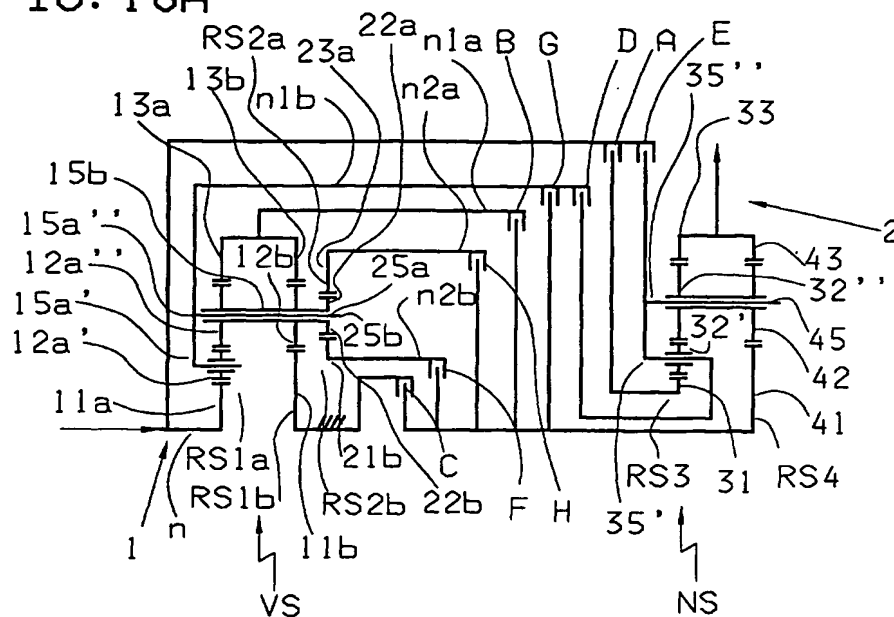 IG. 18A
RS2a
23a
22a
n1a
B
G
D
A
E
13b
n1b
n2a
35''
33
13a
15b
15a''
12a''
15a'
12a'
11a
12b
25a
25b
n2b
2
43
32''
32'
45
42
41
RS1a
RS1b
RS2b
21b
22b
11b
C
F
H
RS3
31
RS4
35'
1
n
VS
NS